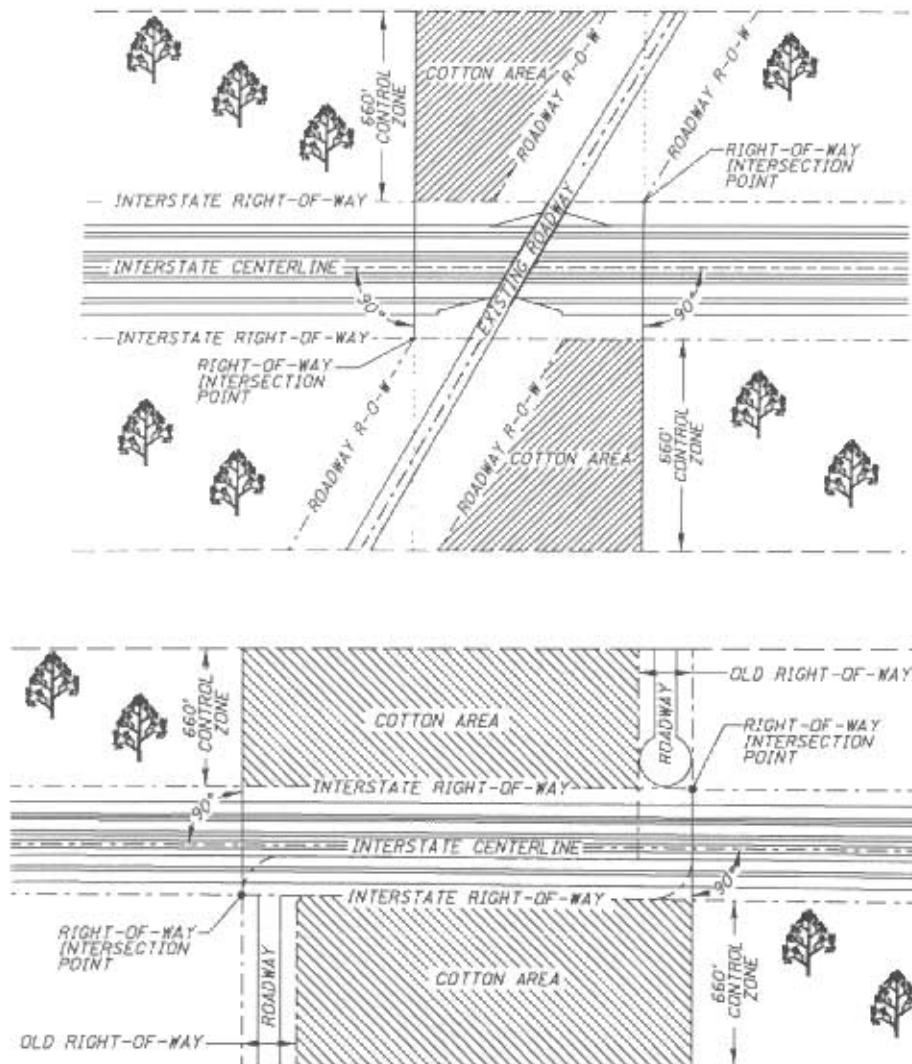 COTTON AREA
660'
CONTROL
ZONE
ROADWAY R-O-W
ROADWAY R-O-W
RIGHT-OF-WAY
INTERSECTION
POINT
INTERSTATE RIGHT-OF-WAY
EXISTING ROADWAY
INTERSTATE CENTERLINE
90°
90°
INTERSTATE RIGHT-OF-WAY
RIGHT-OF-WAY
INTERSECTION
POINT
ROADWAY R-O-W
ROADWAY R-O-W
COTTON AREA
660'
CONTROL
ZONE
660'
CONTROL
ZONE
COTTON AREA
ROADWAY
OLD RIGHT-OF-WAY
RIGHT-OF-WAY
INTERSECTION
POINT
INTERSTATE RIGHT-OF-WAY
90°
INTERSTATE CENTERLINE
90°
INTERSTATE RIGHT-OF-WAY
RIGHT-OF-WAY
INTERSECTION
POINT
ROADWAY
COTTON AREA
660'
CONTROL
ZONE
OLD RIGHT-OF-WAY